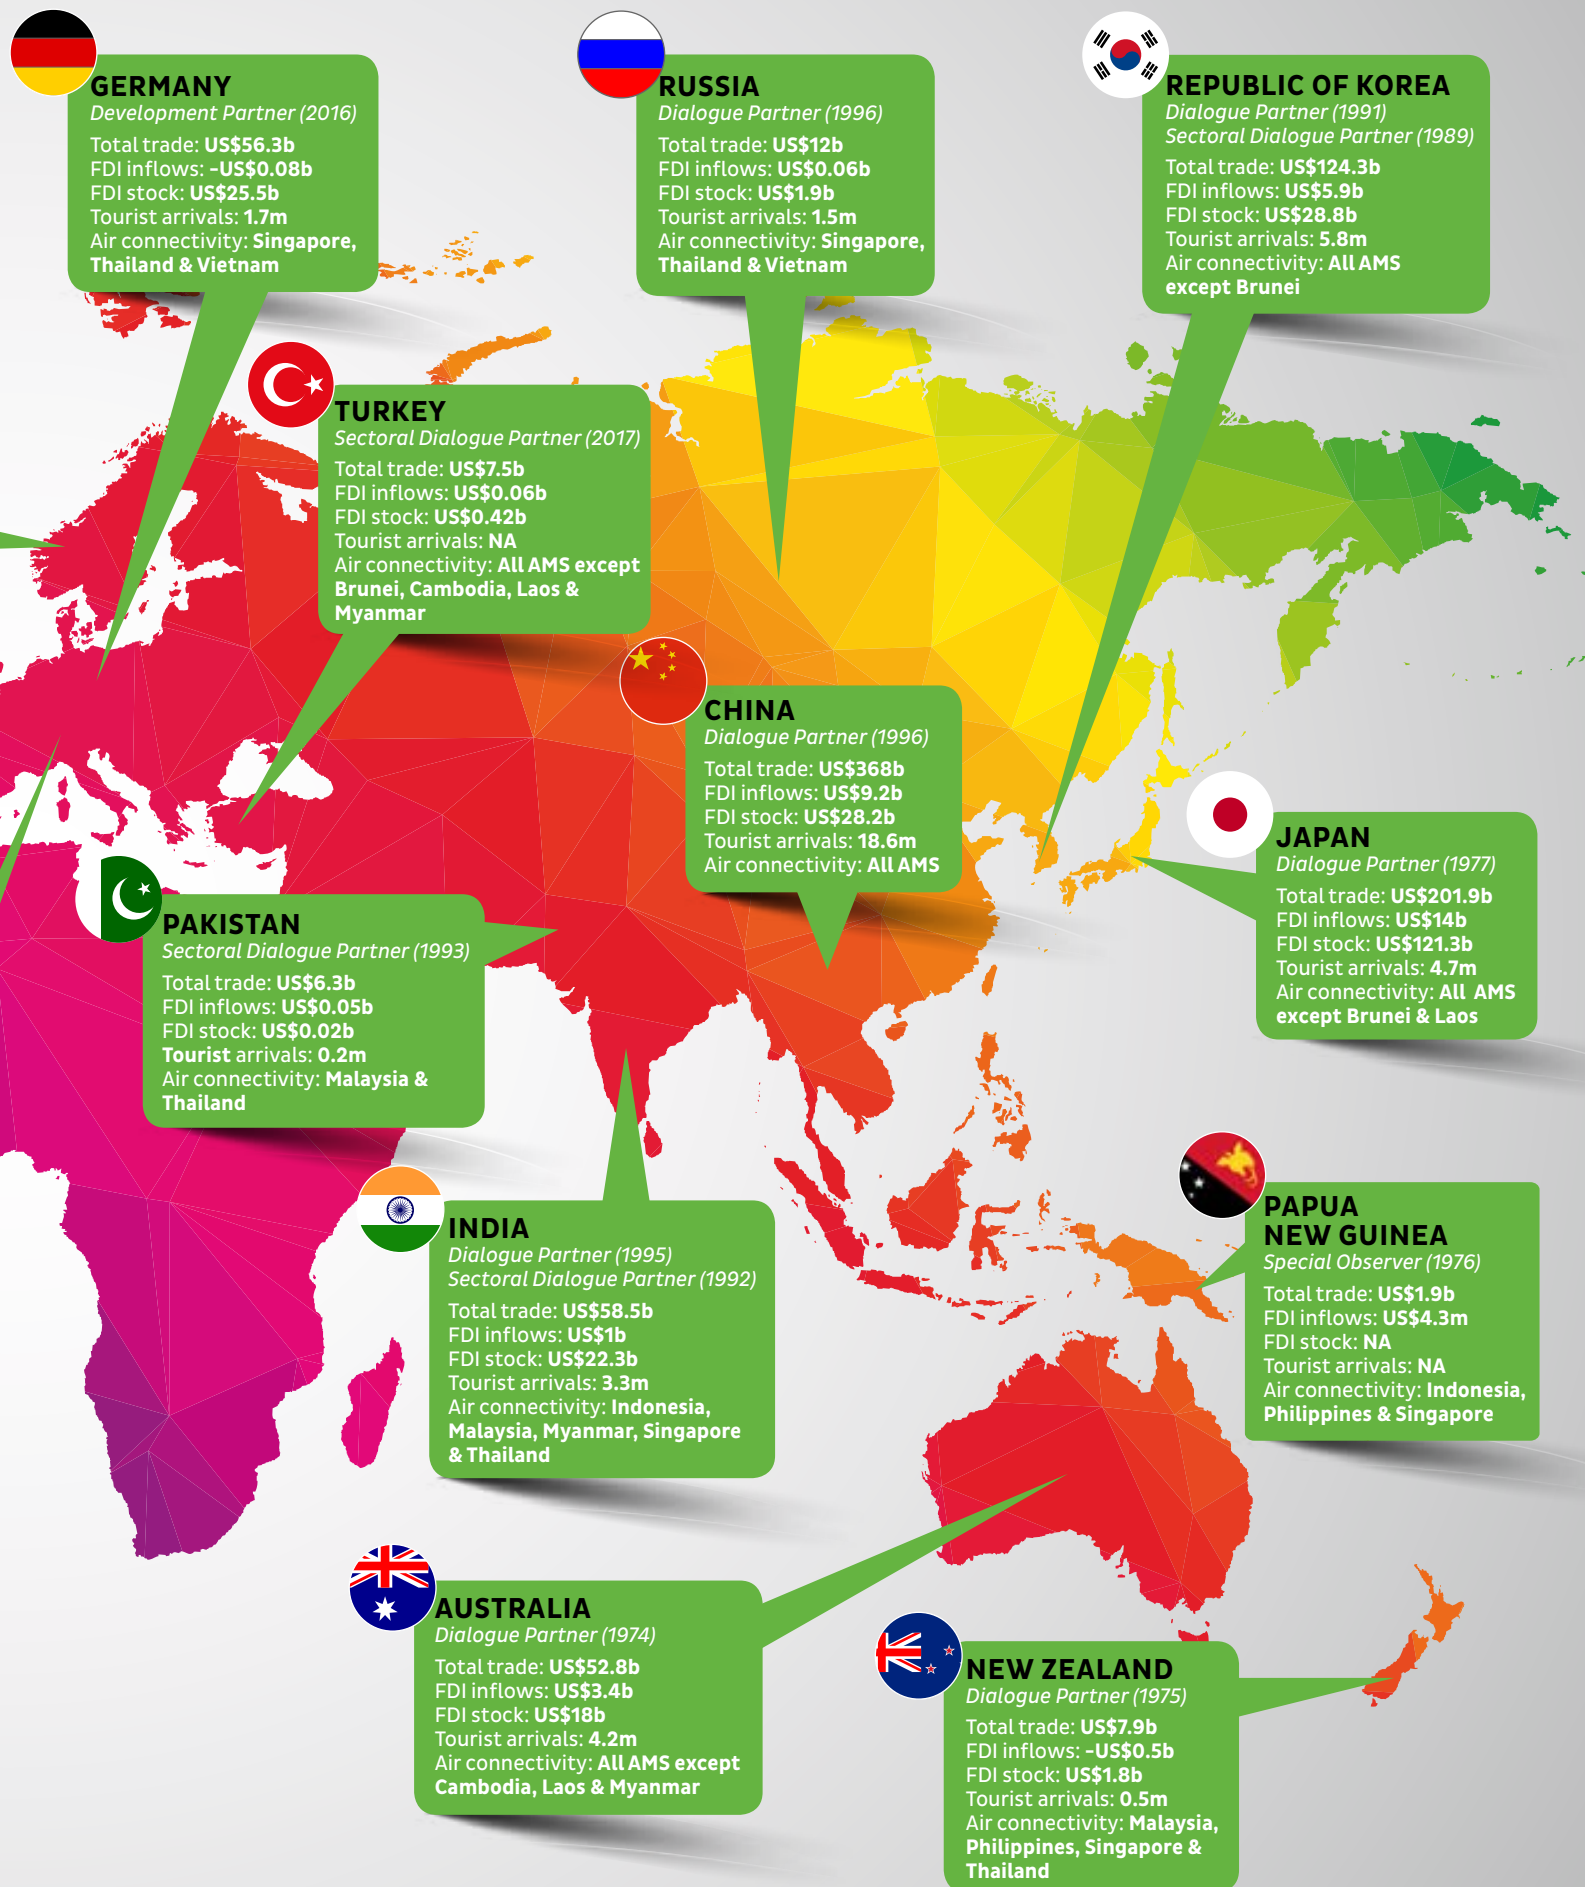 GERMANY
Development Partner (2016)
Total trade: US$56.3b
FDI inflows: -US$0.08b
FDI stock: US$25.5b
Tourist arrivals: 1.7m
Air connectivity: Singapore,
Thailand & Vietnam
RUSSIA
Dialogue Partner (1996)
Total trade: US$12b
FDI inflows: US$0.06b
FDI stock: US$1.9b
Tourist arrivals: 1.5m
Air connectivity: Singapore,
Thailand & Vietnam
REPUBLIC OF KOREA
Dialogue Partner (1991)
Sectoral Dialogue Partner (1989)
Total trade: US$124.3b
FDI inflows: US$5.9b
FDI stock: US$28.8b
Tourist arrivals: 5.8m
Air connectivity: All AMS
except Brunei
TURKEY
Sectoral Dialogue Partner (2017)
Total trade: US$7.5b
FDI inflows: US$0.06b
FDI stock: US$0.42b
Tourist arrivals: NA
Air connectivity: All AMS except
Brunei, Cambodia, Laos &
Myanmar
CHINA
Dialogue Partner (1996)
Total trade: US$368b
FDI inflows: US$9.2b
FDI stock: US$28.2b
Tourist arrivals: 18.6m
Air connectivity: All AMS
JAPAN
Dialogue Partner (1977)
Total trade: US$201.9b
FDI inflows: US$14b
FDI stock: US$121.3b
Tourist arrivals: 4.7m
Air connectivity: All AMS
except Brunei & Laos
PAKISTAN
Sectoral Dialogue Partner (1993)
Total trade: US$6.3b
FDI inflows: US$0.05b
FDI stock: US$0.02b
Tourist arrivals: 0.2m
Air connectivity: Malaysia &
Thailand
INDIA
Dialogue Partner (1995)
Sectoral Dialogue Partner (1992)
Total trade: US$58.5b
FDI inflows: US$1b
FDI stock: US$22.3b
Tourist arrivals: 3.3m
Air connectivity: Indonesia,
Malaysia, Myanmar, Singapore
& Thailand
PAPUA
NEW GUINEA
Special Observer (1976)
Total trade: US$1.9b
FDI inflows: US$4.3m
FDI stock: NA
Tourist arrivals: NA
Air connectivity: Indonesia,
Philippines & Singapore
AUSTRALIA
Dialogue Partner (1974)
Total trade: US$52.8b
FDI inflows: US$3.4b
FDI stock: US$18b
Tourist arrivals: 4.2m
Air connectivity: All AMS except
Cambodia, Laos & Myanmar
NEW ZEALAND
Dialogue Partner (1975)
Total trade: US$7.9b
FDI inflows: -US$0.5b
FDI stock: US$1.8b
Tourist arrivals: 0.5m
Air connectivity: Malaysia,
Philippines, Singapore &
Thailand